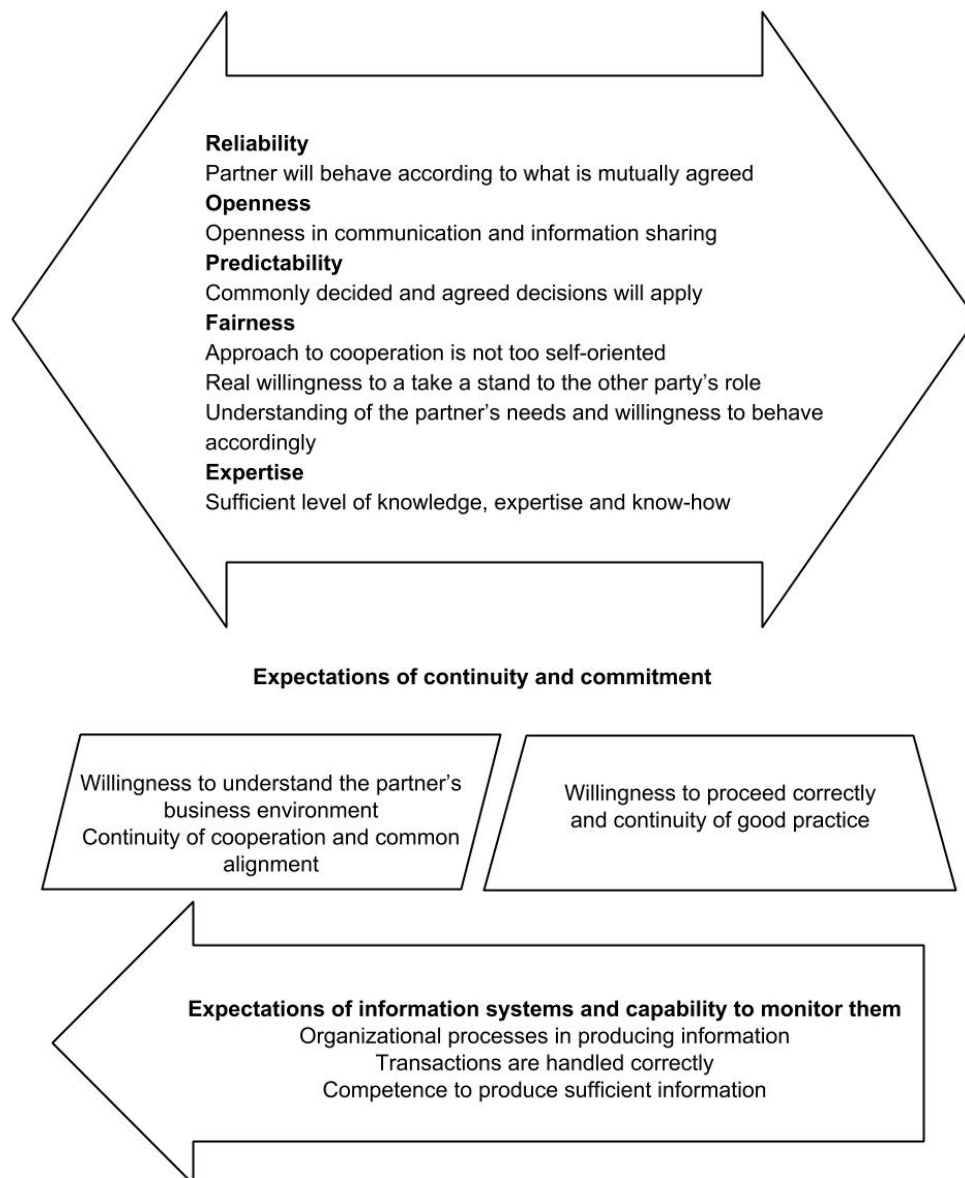 Reliability
Partner will behave according to what is mutually agreed
Openness
Openness in communication and information sharing
Predictability
Commonly decided and agreed decisions will apply
Fairness
Approach to cooperation is not too self-oriented
Real willingness to a take a stand to the other party's role
Understanding of the partner's needs and willingness to behave
accordingly
Expertise
Sufficient level of knowledge, expertise and know-how
Expectations of continuity and commitment
Willingness to understand the partner's
business environment
Continuity of cooperation and common
alignment
Willingness to proceed correctly
and continuity of good practice
Expectations of information systems and capability to monitor them
Organizational processes in producing information
Transactions are handled correctly
Competence to produce sufficient information